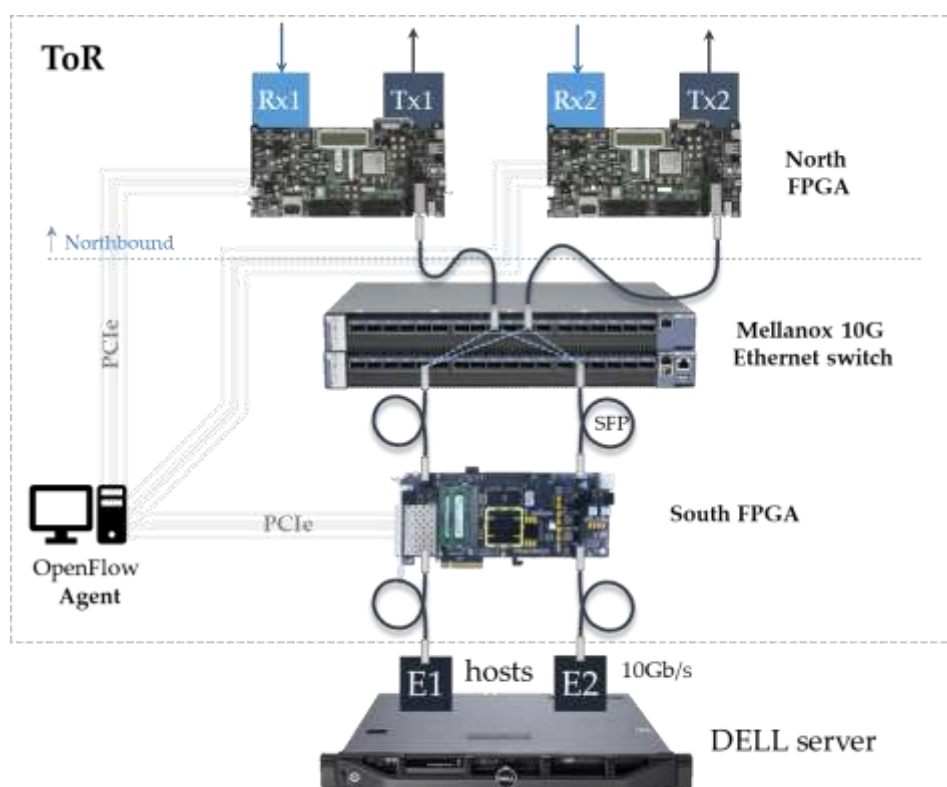 ToR
Rx1
Tx1
Rx2
Tx2
North
FPGA
↑ Northbound
PCIe
Mellanox 10G
Ethernet switch
SFP
PCIe
South FPGA
OpenFlow
Agent
E1
hosts
E2
10Gb/s
DELL server
DELL